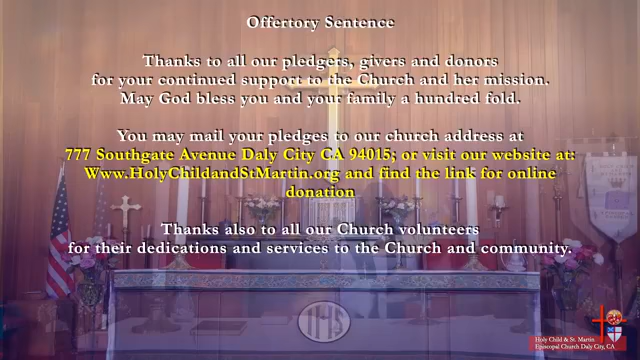 Offertory Sentence
Thanks to all our pledgers, givers and donors
for your continued support to the Church and her mission.
May God bless you and your family a hundred fold.
You may mail your pledges to our church address at
777 Southgate Avenue Daly City CA 94015; or visit our website at:
Www.HolyChildandStMartin.org and find the link for online
donation
Thanks also to all our Church volunteers
for their dedications and services to the Church and community.
IHS
Holy Child & St. Martin
Episcopal Church Daly City, CA